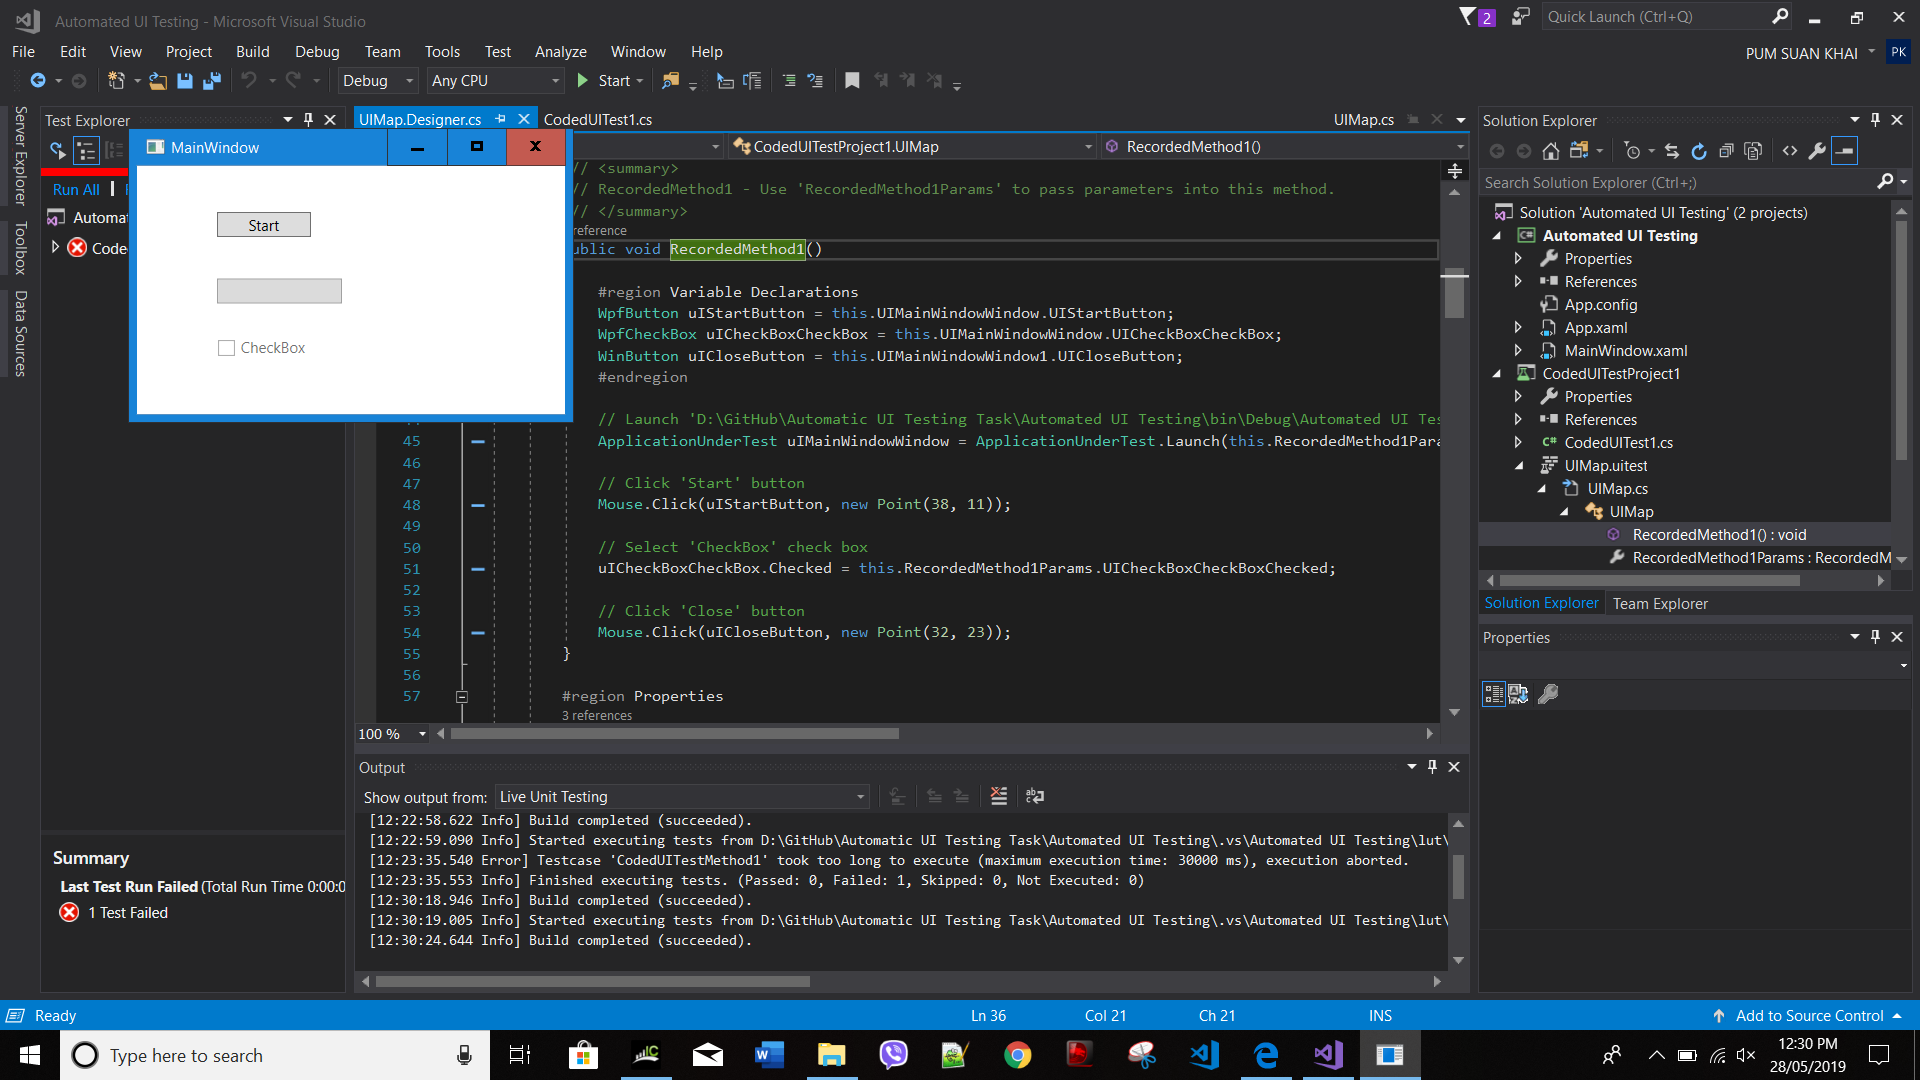 Automated UI Testing - Microsoft Visual Studio
2
Quick Launch (Ctrl+Q)
File Edit View Project Build Debug Team Tools Test Analyze Window Help
PUM SUAN KHAI
PK
Debug
Any CPU
Start
Server Explorer
Toolbox
Data Sources
Test Explorer
Run All
Automat
Coded
MainWindow
Start
CheckBox
UIMap.Designer.cs
CodedUITest1.cs
UIMap.cs
CodedUITestProject1.UIMap
RecordedMethod1()
// <summary>
// RecordedMethod1 - Use 'RecordedMethod1Params' to pass parameters into this method.
// </summary>
reference
ublic void RecordedMethod1()
#region Variable Declarations
WpfButton uIStartButton = this.UIMainWindowWindow.UIStartButton;
WpfCheckBox uICheckBoxCheckBox = this.UIMainWindowWindow.UICheckBoxCheckBox;
WinButton uICloseButton = this.UIMainWindowWindow1.UICloseButton;
#endregion
// Launch 'D:\GitHub\Automatic UI Testing Task\Automated UI Testing\bin\Debug\Automated UI Tes
45 ApplicationUnderTest uIMainWindowWindow = ApplicationUnderTest.Launch(this.RecordedMethod1Para
46
47 // Click 'Start' button
48 Mouse.Click(uIStartButton, new Point(38, 11));
49
50 // Select 'CheckBox' check box
51 uICheckBoxCheckBox.Checked = this.RecordedMethod1Params.UICheckBoxCheckBoxChecked;
52
53 // Click 'Close' button
54 Mouse.Click(uICloseButton, new Point(32, 23));
55 }
56
57 #region Properties
3 references
100 %
Output
Show output from: Live Unit Testing
[12:22:58.622 Info] Build completed (succeeded).
[12:22:59.090 Info] Started executing tests from D:\GitHub\Automatic UI Testing Task\Automated UI Testing\.vs\Automated UI Testing\lut\
[12:23:35.540 Error] Testcase 'CodedUITestMethod1' took too long to execute (maximum execution time: 30000 ms), execution aborted.
[12:23:35.553 Info] Finished executing tests. (Passed: 0, Failed: 1, Skipped: 0, Not Executed: 0)
[12:30:18.946 Info] Build completed (succeeded).
[12:30:19.005 Info] Started executing tests from D:\GitHub\Automatic UI Testing Task\Automated UI Testing\.vs\Automated UI Testing\lut\
[12:30:24.644 Info] Build completed (succeeded).
Summary
Last Test Run Failed (Total Run Time 0:00:0
1 Test Failed
Solution Explorer
Search Solution Explorer (Ctrl+;)
Solution 'Automated UI Testing' (2 projects)
Automated UI Testing
Properties
References
App.config
App.xaml
MainWindow.xaml
CodedUITestProject1
Properties
References
CodedUITest1.cs
UIMap.uitest
UIMap.cs
UIMap
RecordedMethod1() : void
RecordedMethod1Params : RecordedM
Solution Explorer Team Explorer
Properties
Ready
Ln 36
Col 21
Ch 21
INS
Add to Source Control
Type here to search
12:30 PM
28/05/2019